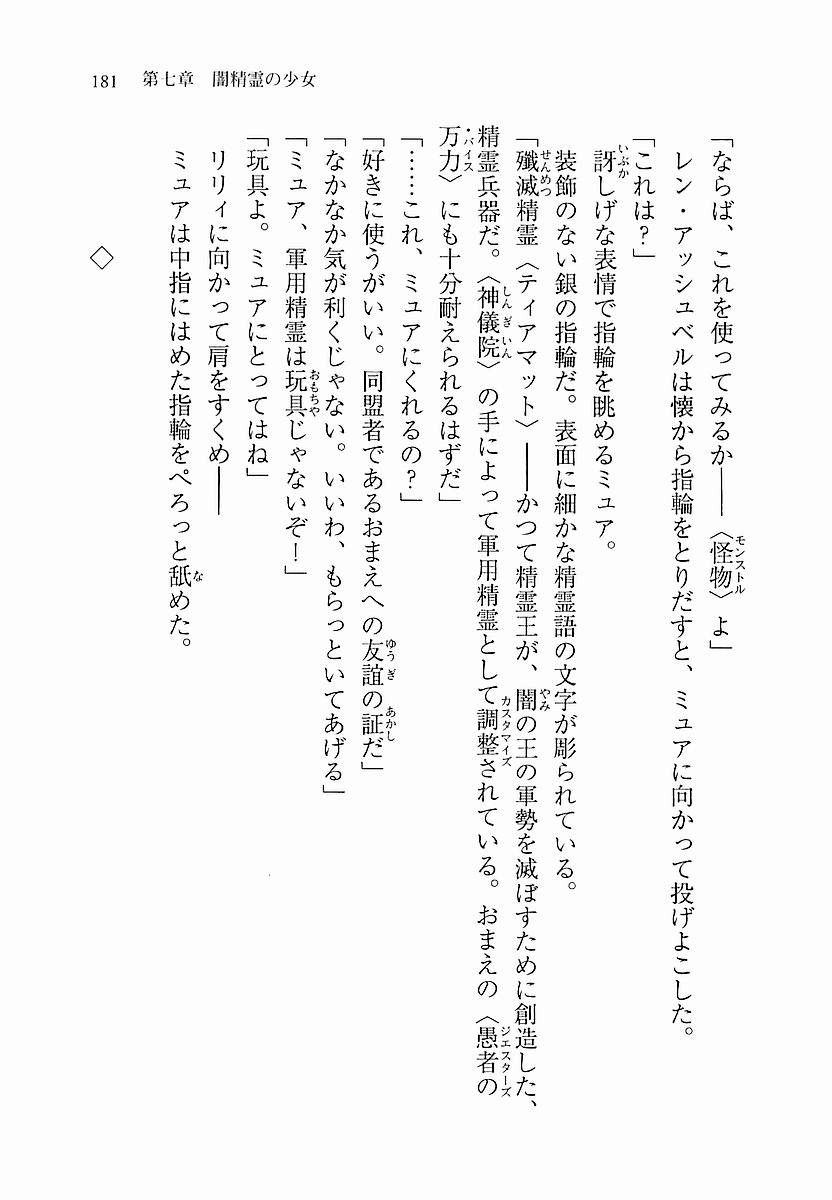 181 第七章 闇精霊の少女
「ならば、これを使ってみるか――〈怪物〉よ」
レン・アッシュベルは懐から指輪をとりだすと、ミュアに向かって投げよこした。
「これは？」
訝しげな表情で指輪を眺めるミュア。
装飾のない銀の指輪だ。表面に細かな精霊語の文字が彫られている。
「殲滅精霊〈ティアマット〉――かつて精霊王が、闇の王の軍勢を滅ぼすために創造した、
精霊兵器だ。〈神儀院〉の手によって軍用精霊として調整されている。おまえの〈愚者の
万力〉にも十分耐えられるはずだ」
「……これ、ミュアにくれるの？」
「好きに使うがいい。同盟者であるおまえへの友誼の証だ」
「なかなか気が利くじゃない。いいわ、もらっといてあげる」
「ミュア、軍用精霊は玩具じゃないぞ！」
「玩具よ。ミュアにとってはね」
リリィに向かって肩をすくめ――
ミュアは中指にはめた指輪をぺろっと舐めた。
◇